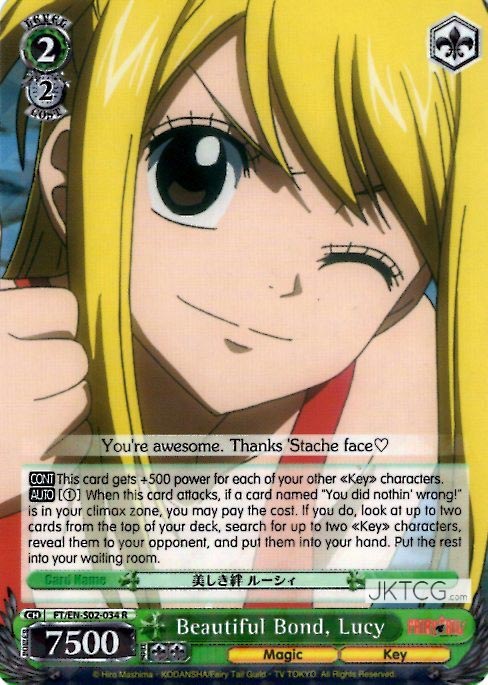 LEVEL
2
2
COST
You're awesome. Thanks 'Stache face♡
CONT This card gets +500 power for each of your other «Key» characters.
AUTO [①] When this card attacks, if a card named "You did nothin' wrong!"
is in your climax zone, you may pay the cost. If you do, look at up to two
cards from the top of your deck, search for up to two «Key» characters,
reveal them to your opponent, and put them into your hand. Put the rest
into your waiting room.
Card Name
美しき絆 ルーシィ
JKTCG.com
CH FT/EN-S02-034 R
Beautiful Bond, Lucy
FAIRY TAIL
POWER
7500
Magic
Key
© Hiro Mashima・KODANSHA/Fairy Tail Guild・TV TOKYO. All Rights Reserved.